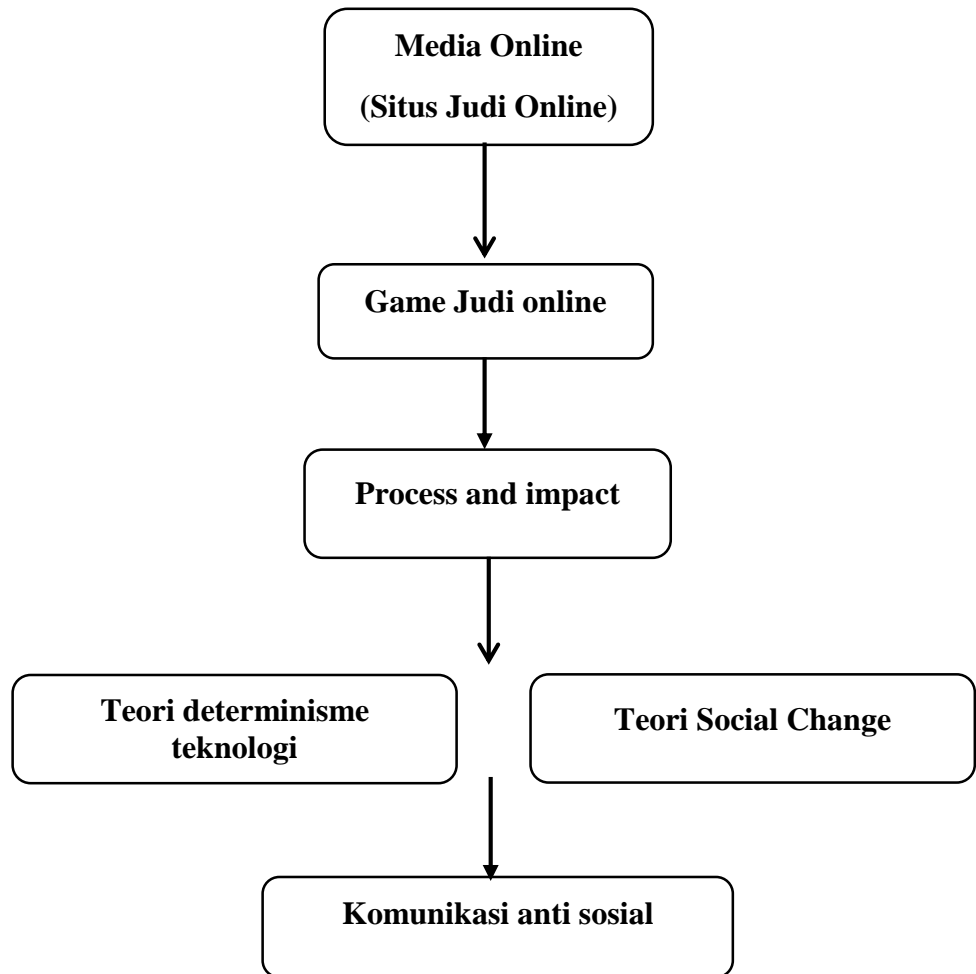 Media Online
(Situs Judi Online)
Game Judi online
Process and impact
Teori determinisme
teknologi
Teori Social Change
Komunikasi anti sosial